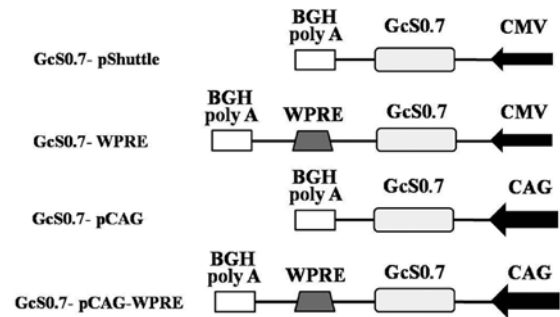 BGH
poly A
GcS0.7
CMV
GcS0.7- pShuttle
BGH
poly A
WPRE
GcS0.7
CMV
GcS0.7- WPRE
BGH
poly A
GcS0.7
CAG
GcS0.7- pCAG
BGH
poly A
WPRE
GcS0.7
CAG
GcS0.7- pCAG-WPRE